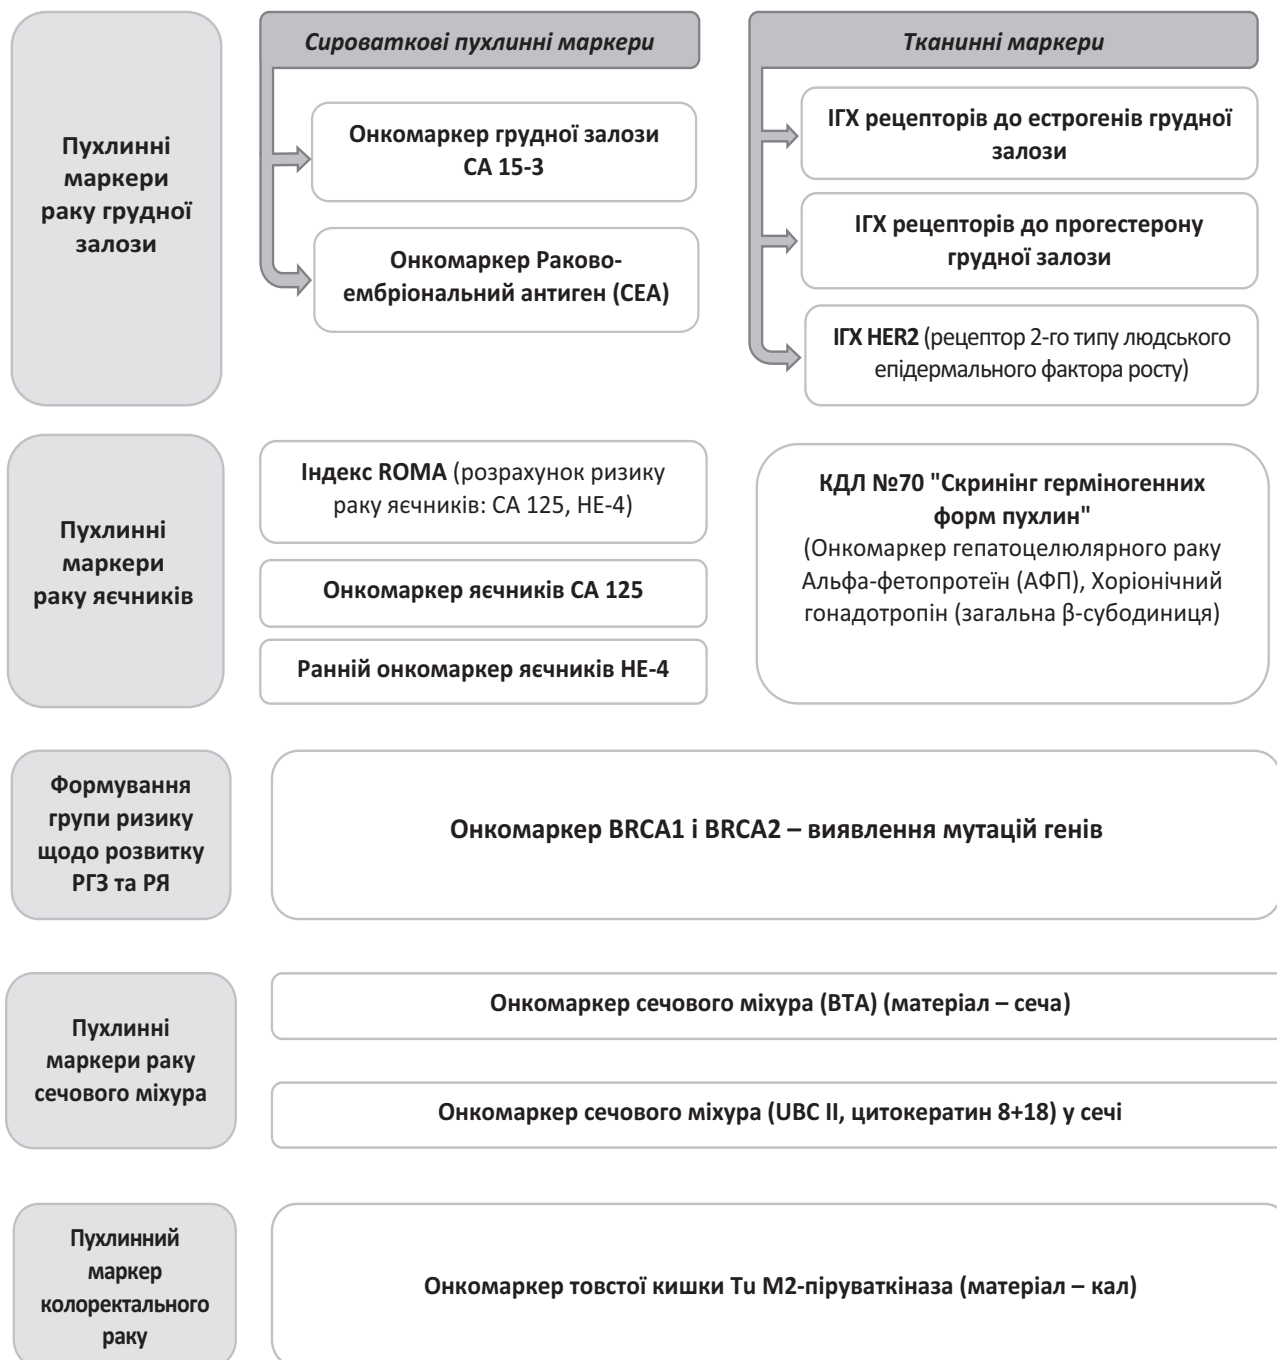 Пухлинні
маркери
раку грудної
залози
Сироваткові пухлинні маркери
Онкомаркер грудної залози
СА 15-3
Онкомаркер Раково-
ембріональний антиген (СЕА)
Тканинні маркери
ІГХ рецепторів до естрогенів грудної
залози
ІГХ рецепторів до прогестерону
грудної залози
ІГХ HER2 (рецептор 2-го типу людського
епідермального фактора росту)
Пухлинні
маркери
раку яєчників
Індекс ROMA (розрахунок ризику
раку яєчників: СА 125, НЕ-4)
Онкомаркер яєчників СА 125
Ранній онкомаркер яєчників НЕ-4
КДЛ №70 "Скринінг герміногенних
форм пухлин"
(Онкомаркер гепатоцелюлярного раку
Альфа-фетопротеїн (АФП), Хоріонічний
гонадотропін (загальна β-субодиниця)
Формування
групи ризику
щодо розвитку
РГЗ та РЯ
Онкомаркер BRCA1 і BRCA2 – виявлення мутацій генів
Пухлинні
маркери раку
сечового міхура
Онкомаркер сечового міхура (ВТА) (матеріал – сеча)
Онкомаркер сечового міхура (UBC II, цитокератин 8+18) у сечі
Пухлинний
маркер
колоректального
раку
Онкомаркер товстої кишки Tu M2-піруваткіназа (матеріал – кал)